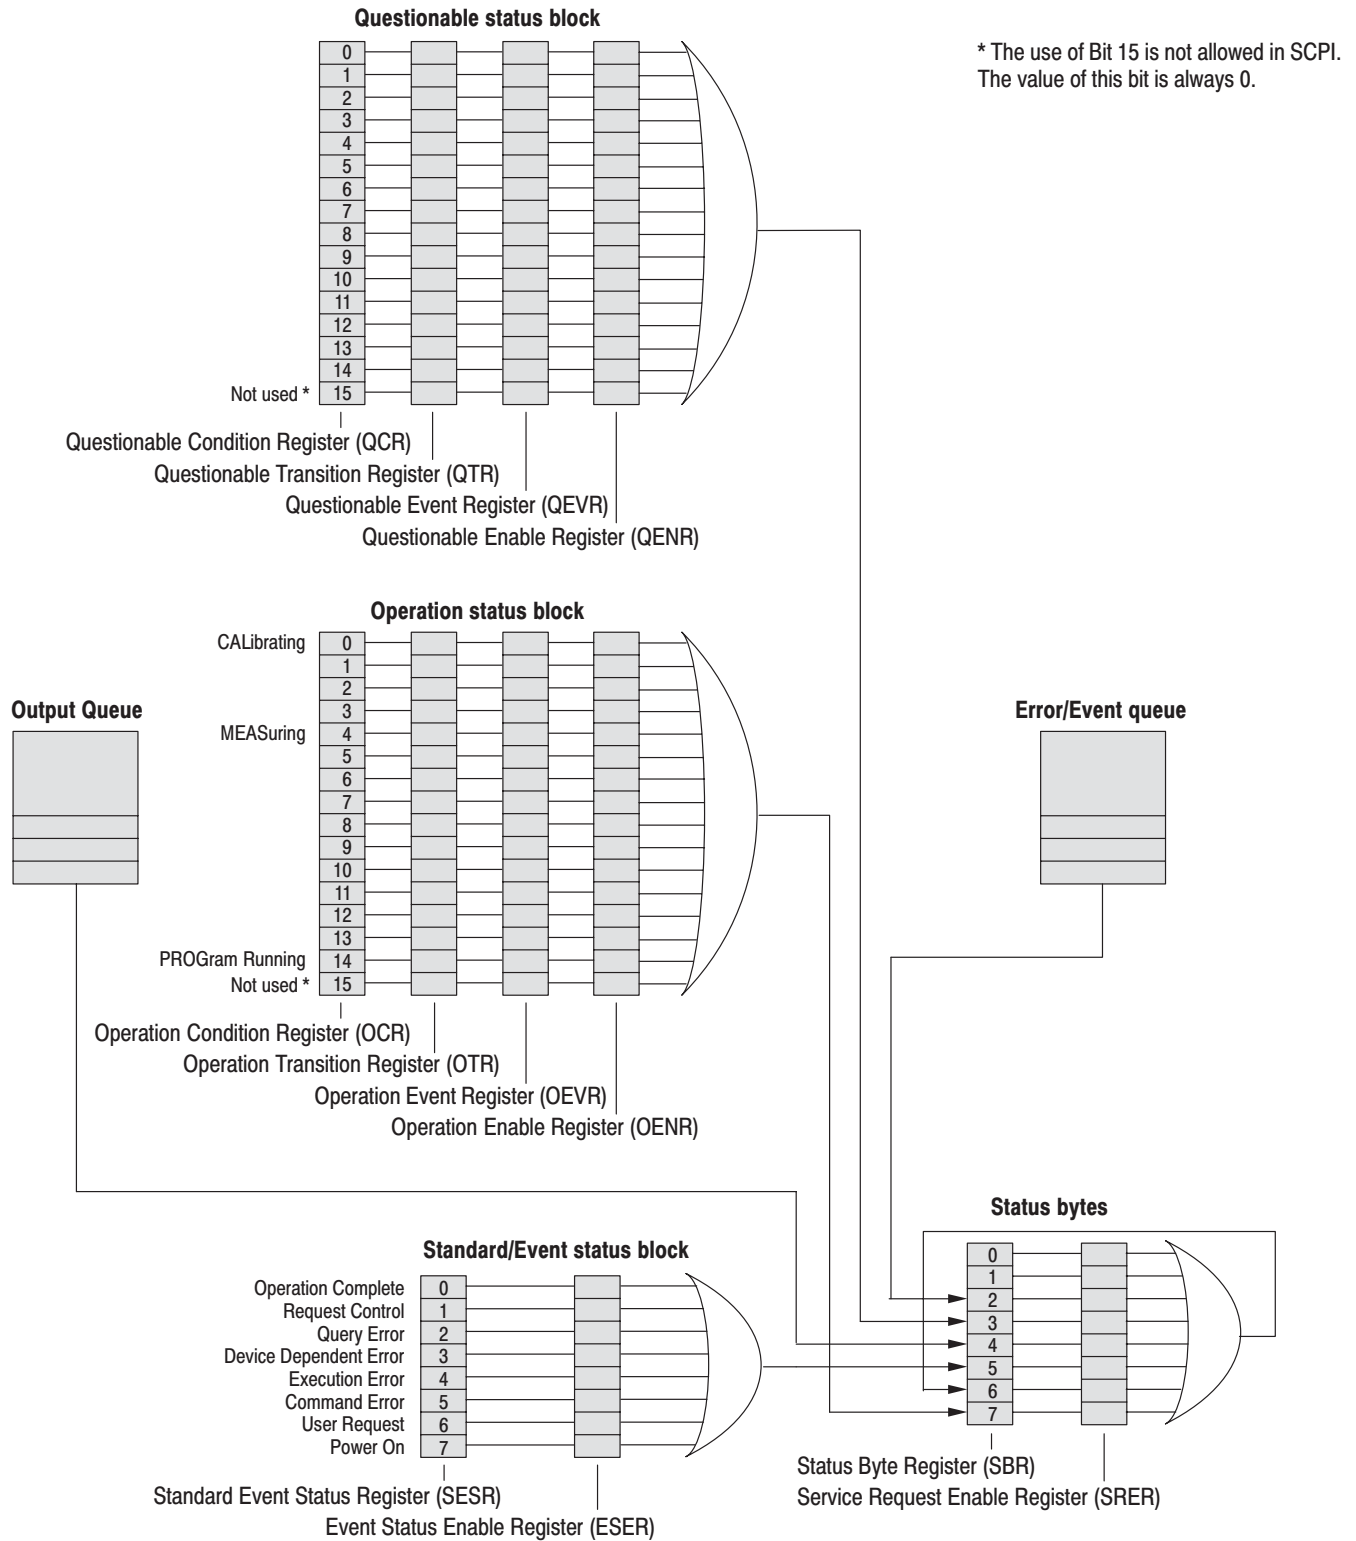 Questionable status block
* The use of Bit 15 is not allowed in SCPI.
The value of this bit is always 0.
0
1
2
3
4
5
6
7
8
9
10
11
12
13
14
Not used * 15
Questionable Condition Register (QCR)
Questionable Transition Register (QTR)
Questionable Event Register (QEVR)
Questionable Enable Register (QENR)
Operation status block
CALibrating 0
1
2
3
MEASuring 4
5
6
7
8
9
10
11
12
13
PROGram Running 14
Not used * 15
Output Queue
Error/Event queue
Operation Condition Register (OCR)
Operation Transition Register (OTR)
Operation Event Register (OEVR)
Operation Enable Register (OENR)
Standard/Event status block
Operation Complete 0
Request Control 1
Query Error 2
Device Dependent Error 3
Execution Error 4
Command Error 5
User Request 6
Power On 7
Standard Event Status Register (SESR)
Event Status Enable Register (ESER)
Status bytes
0
1
2
3
4
5
6
7
Status Byte Register (SBR)
Service Request Enable Register (SRER)